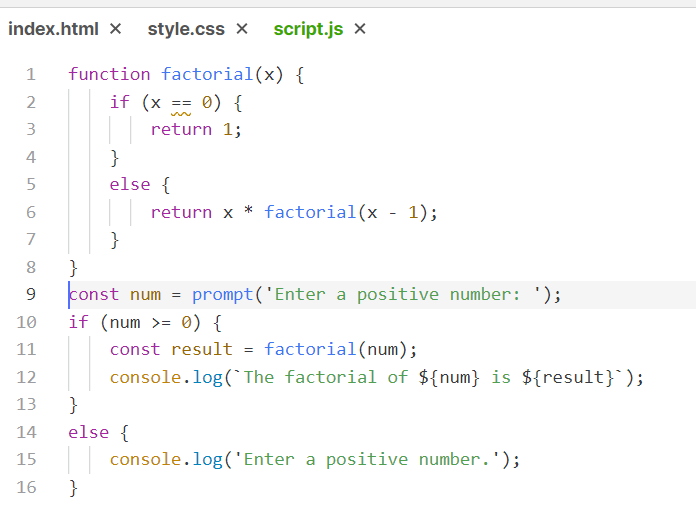 index.html × style.css × script.js ×
1 function factorial(x) {
2 if (x == 0) {
3 return 1;
4 }
5 else {
6 return x * factorial(x - 1);
7 }
8 }
9 const num = prompt('Enter a positive number: ');
10 if (num >= 0) {
11 const result = factorial(num);
12 console.log(`The factorial of ${num} is ${result}`);
13 }
14 else {
15 console.log('Enter a positive number.');
16 }